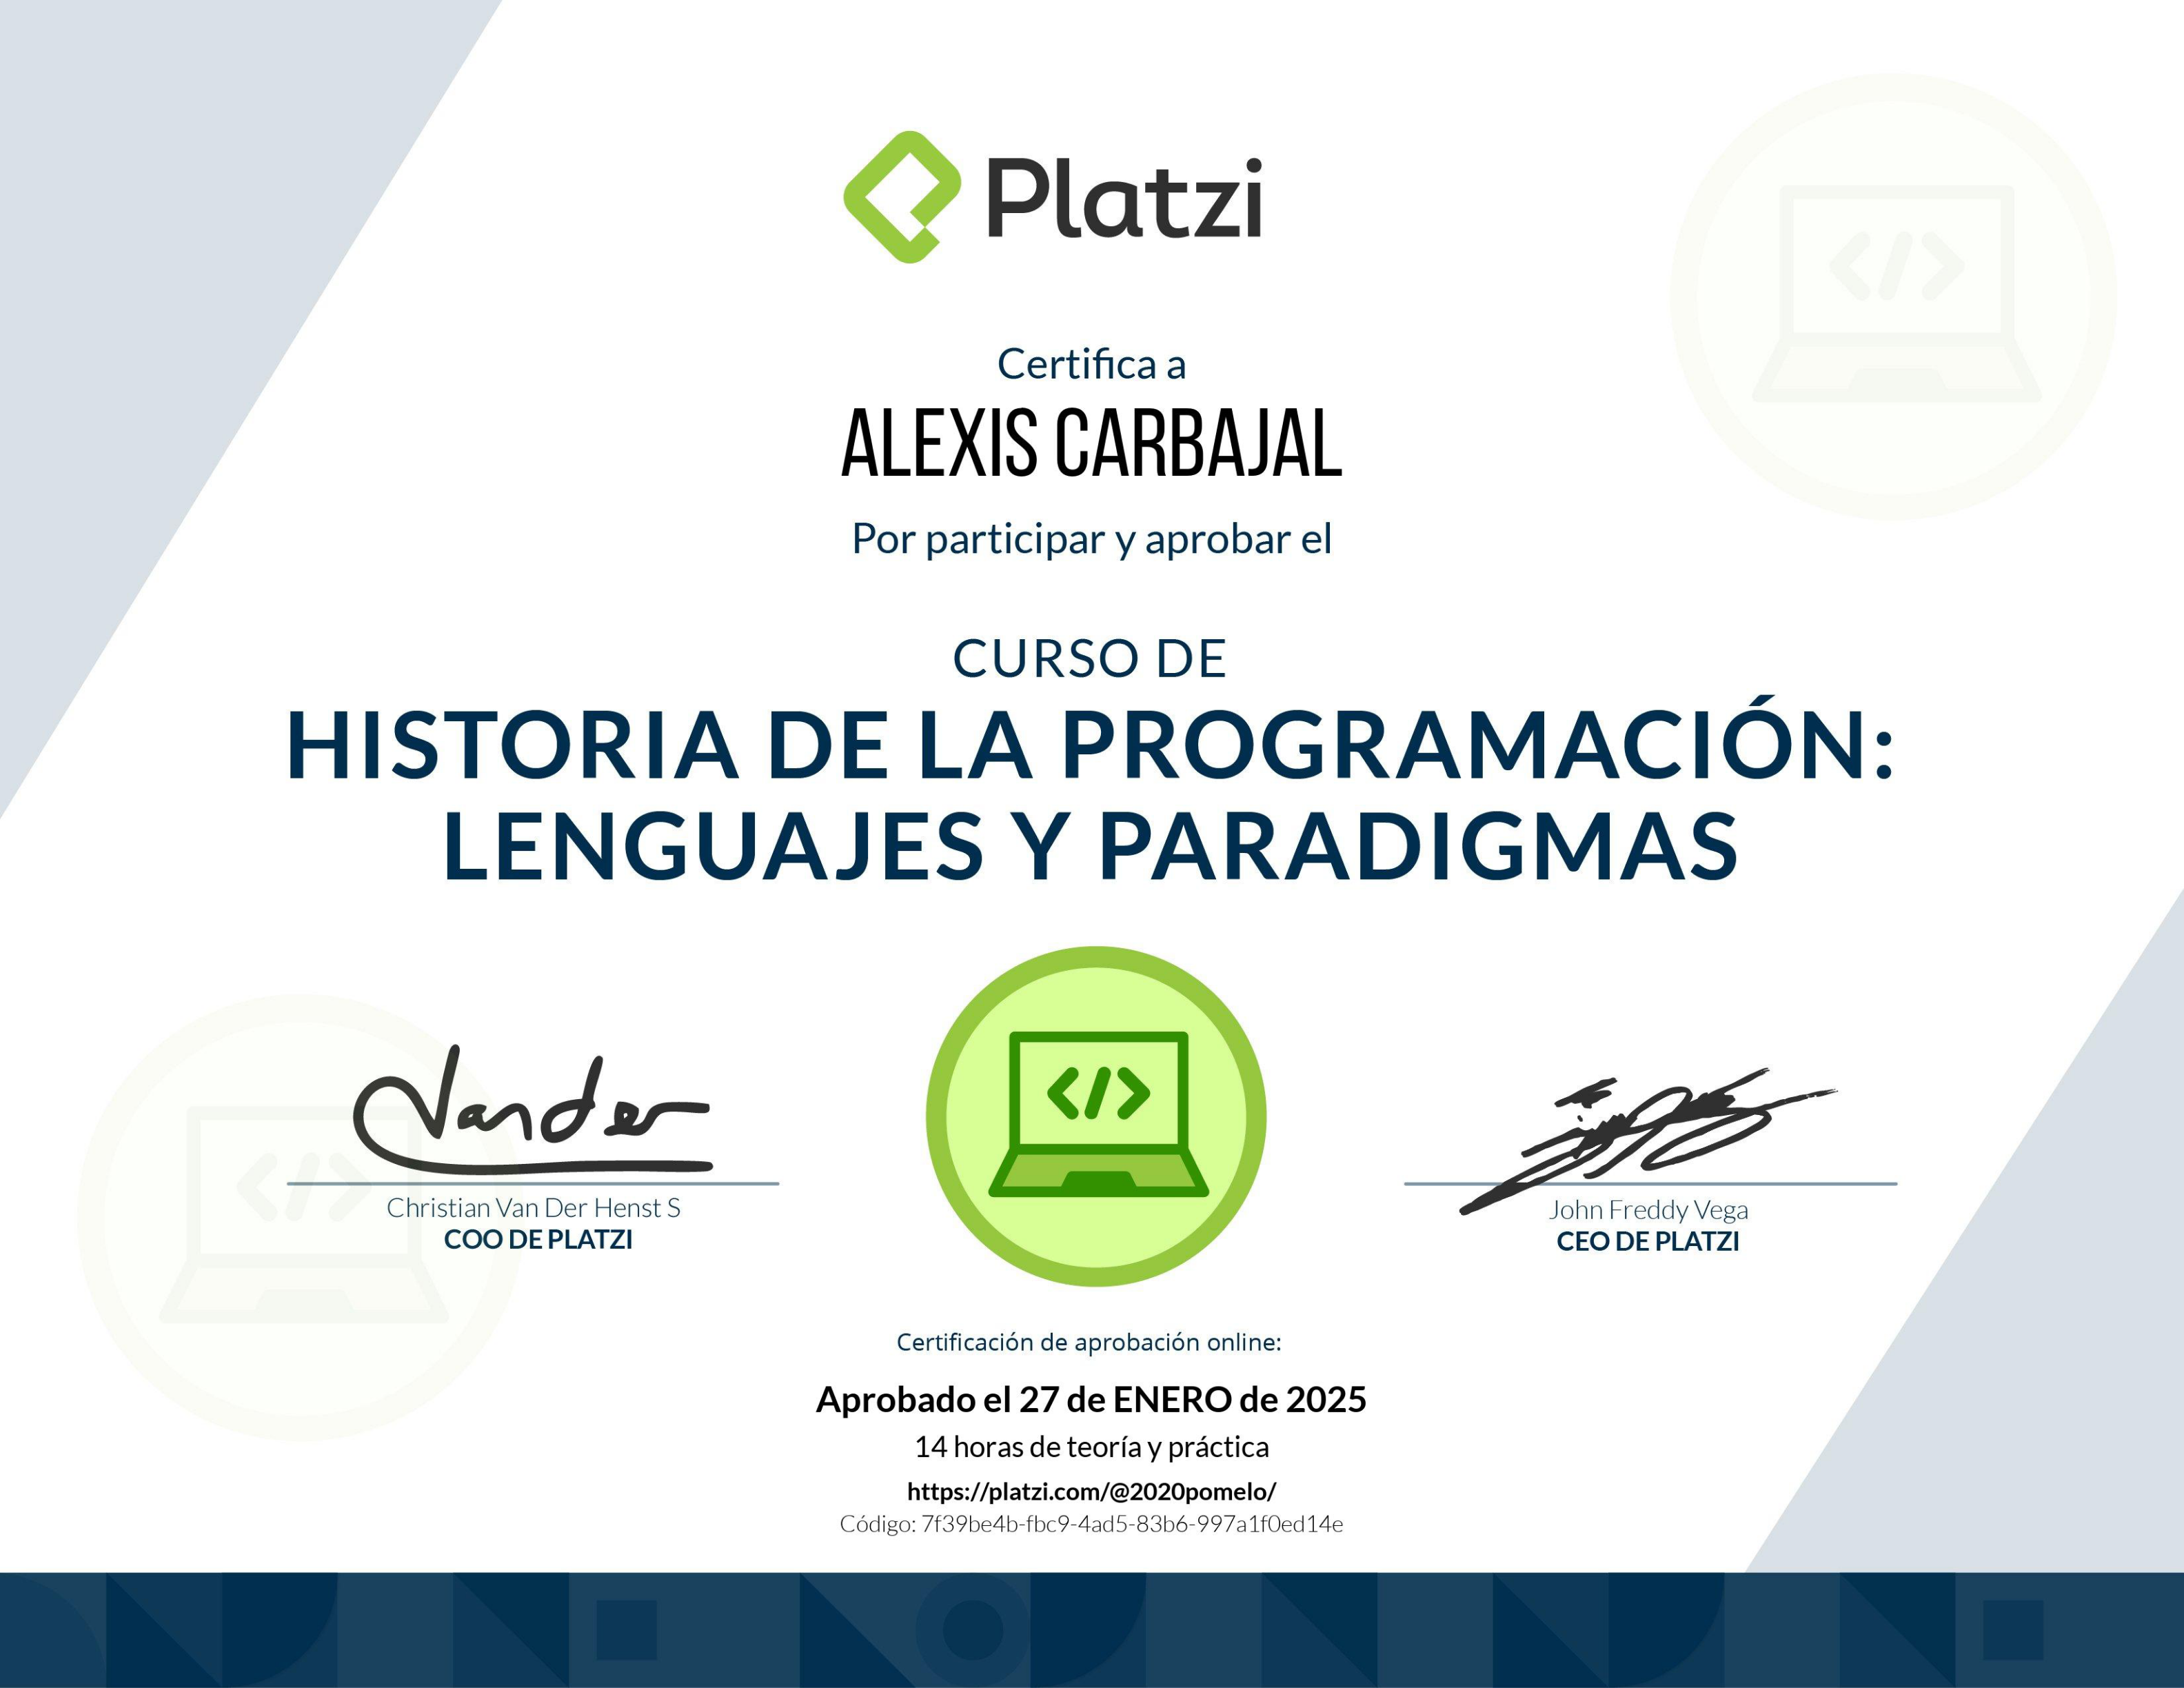 Platzi
Certifica a
ALEXIS CARBAJAL
Por participar y aprobar el
CURSO DE
HISTORIA DE LA PROGRAMACIÓN:
LENGUAJES Y PARADIGMAS
</>
</>
</>
Vander
Christian Van Der Henst S
COO DE PLATZI
John Freddy Vega
CEO DE PLATZI
Certificación de aprobación online:
Aprobado el 27 de ENERO de 2025
14 horas de teoría y práctica
https://platzi.com/@2020pomelo/
Código: 7f39be4b-fbc9-4ad5-83b6-997a1f0ed14e